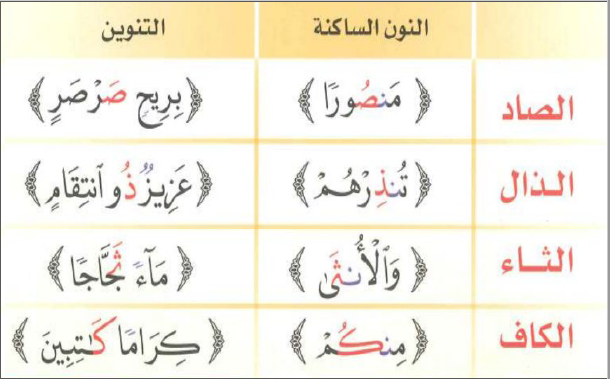 النون الساكنة التنوين
الصاد ﴿ مَنصُورًا ﴾ ﴿ بِرِيحٍ صَرْصَرٍ ﴾
الذال ﴿ تُنذِرْهُمْ ﴾ ﴿ عَزِيزٌ ذُو ٱنتِقَامٍ ﴾
الثاء ﴿ وَٱلْأُنثَىٰ ﴾ ﴿ مَآءً ثَجَّاجًا ﴾
الكاف ﴿ مِنكُمْ ﴾ ﴿ كِرَامًا كَـٰتِبِينَ ﴾